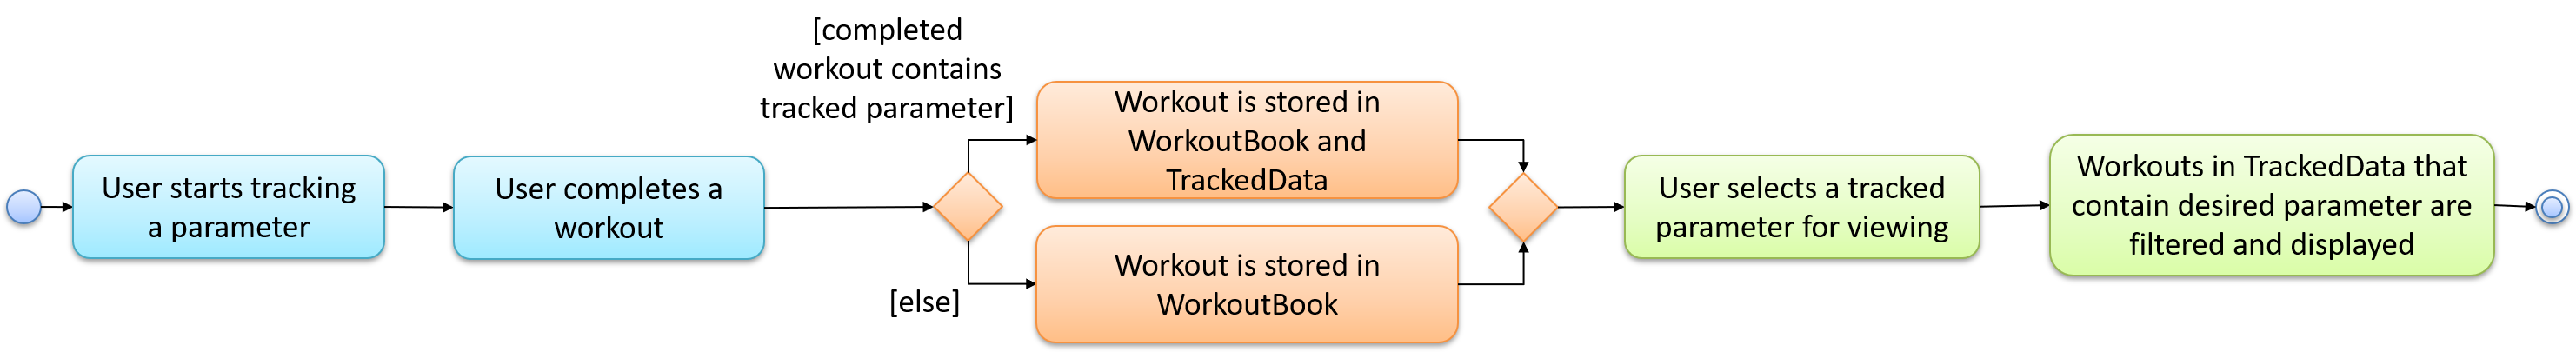 User starts tracking
a parameter
User completes a
workout
[completed
workout contains
tracked parameter]
[else]
Workout is stored in
WorkoutBook and
TrackedData
Workout is stored in
WorkoutBook
User selects a tracked
parameter for viewing
Workouts in TrackedData that
contain desired parameter are
filtered and displayed